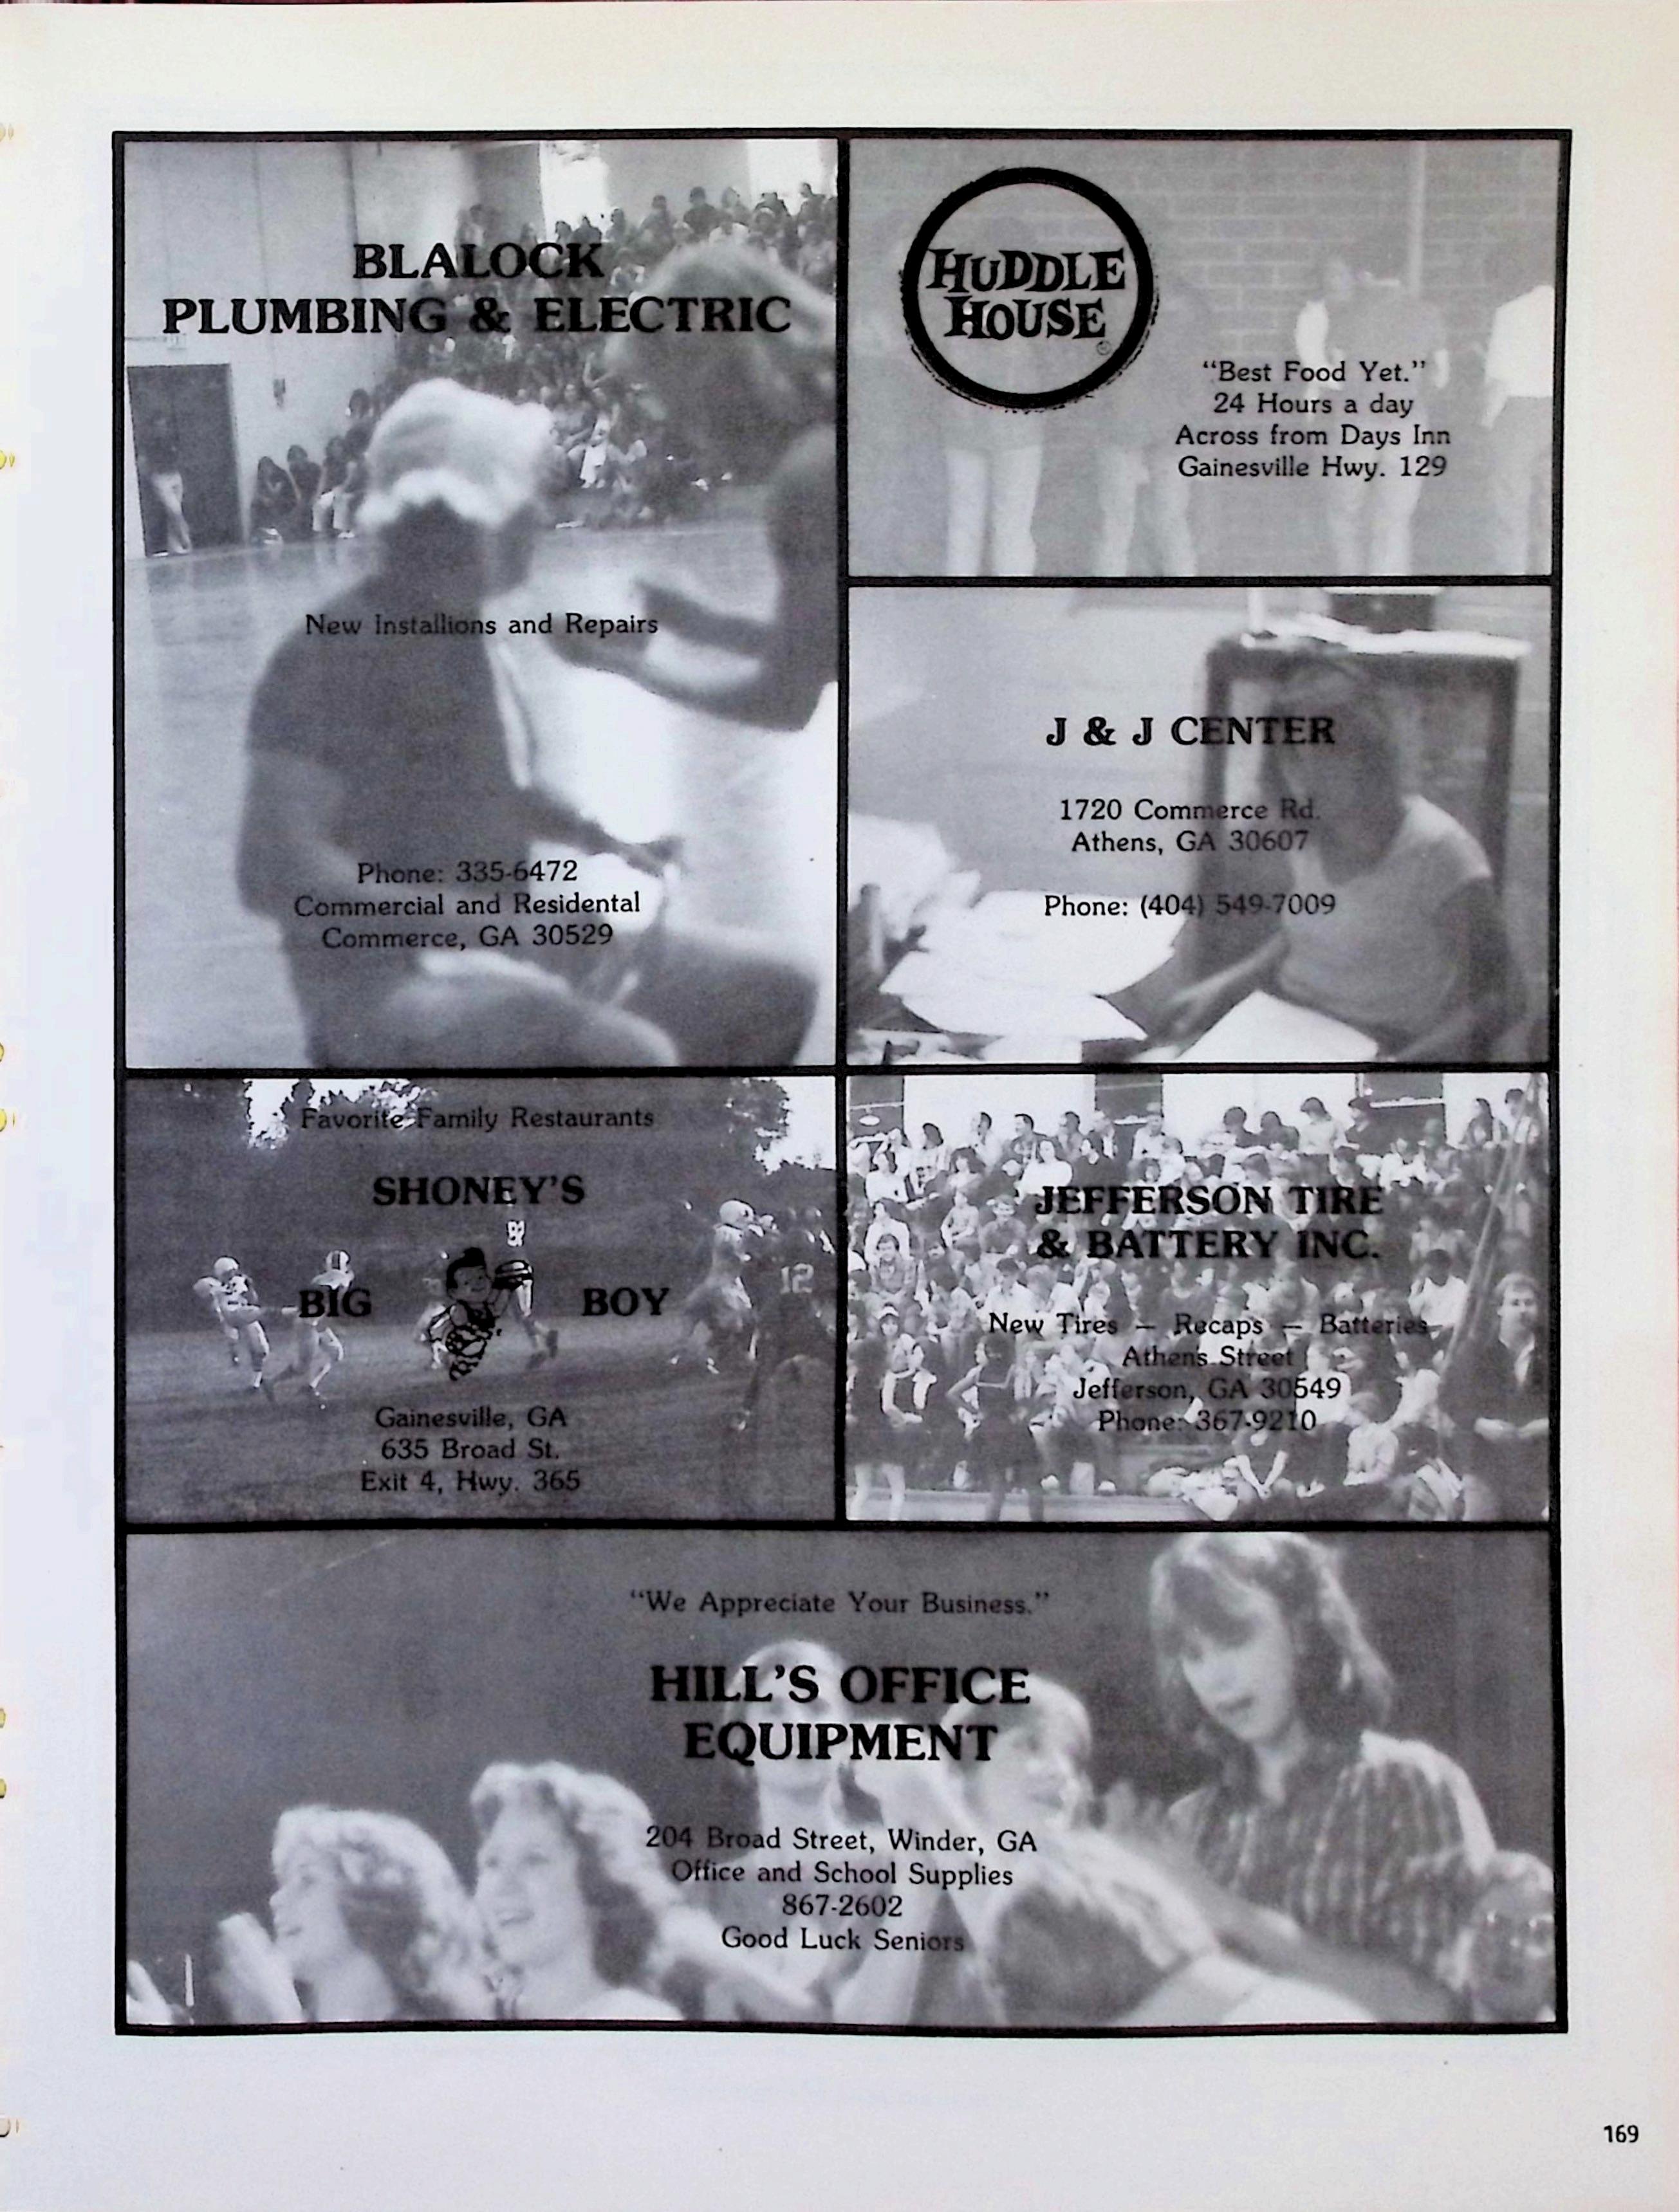 BLALOCK
PLUMBING & ELECTRIC
New Installions and Repairs
Phone: 335-6472
Commercial and Residental
Commerce, GA 30529
HUDDLE
HOUSE
"Best Food Yet."
24 Hours a day
Across from Days Inn
Gainesville Hwy. 129
J & J CENTER
1720 Commerce Rd.
Athens, GA 30607
Phone: (404) 549-7009
Favorite Family Restaurants
SHONEY'S
BIG BOY
12
Gainesville, GA
635 Broad St.
Exit 4, Hwy. 365
JEFFERSON TIRE
& BATTERY INC.
New Tires — Recaps — Batteries
Athens Street
Jefferson, GA 30549
Phone: 367-9210
"We Appreciate Your Business."
HILL'S OFFICE
EQUIPMENT
204 Broad Street, Winder, GA
Office and School Supplies
867-2602
Good Luck Seniors
169